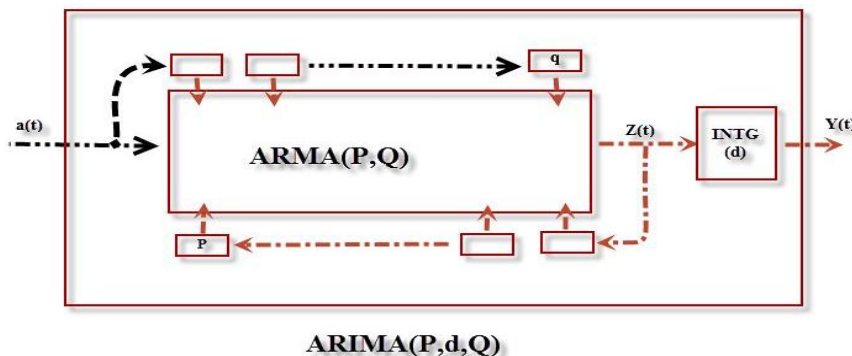 q
a(t)
ARMA(P,Q)
Z(t)
INTG
(d)
Y(t)
P
ARIMA(P,d,Q)